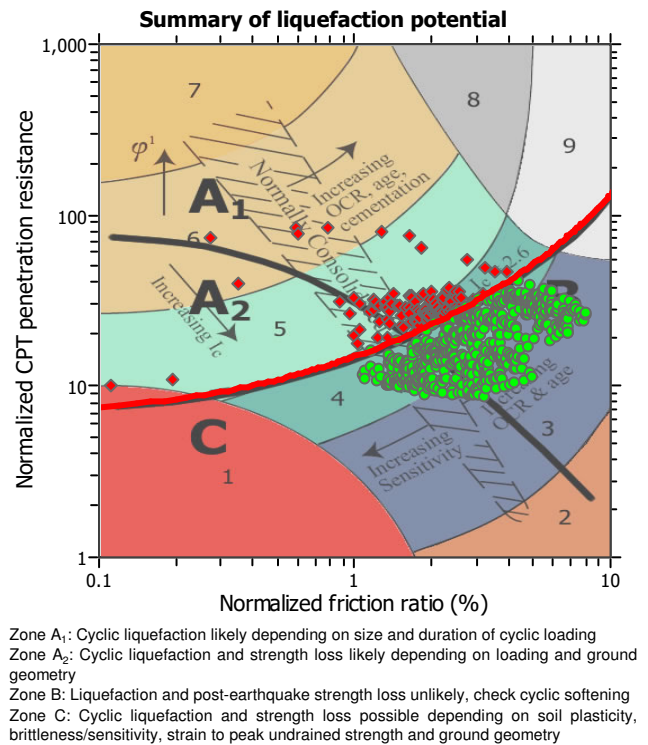 Summary of liquefaction potential
Normalized CPT penetration resistance
1,000
100
10
1
7
8
9
φ¹
A₁
Increasing
OCR, age,
cementation
Normally Consol
6
A₂
Increasing Ic
5
Ic 2.6
B
4
C
1
Increasing
OCR & age
3
Increasing
Sensitivity
2
0.1
1
10
Normalized friction ratio (%)
Zone A₁: Cyclic liquefaction likely depending on size and duration of cyclic loading
Zone A₂: Cyclic liquefaction and strength loss likely depending on loading and ground
geometry
Zone B: Liquefaction and post-earthquake strength loss unlikely, check cyclic softening
Zone C: Cyclic liquefaction and strength loss possible depending on soil plasticity,
brittleness/sensitivity, strain to peak undrained strength and ground geometry